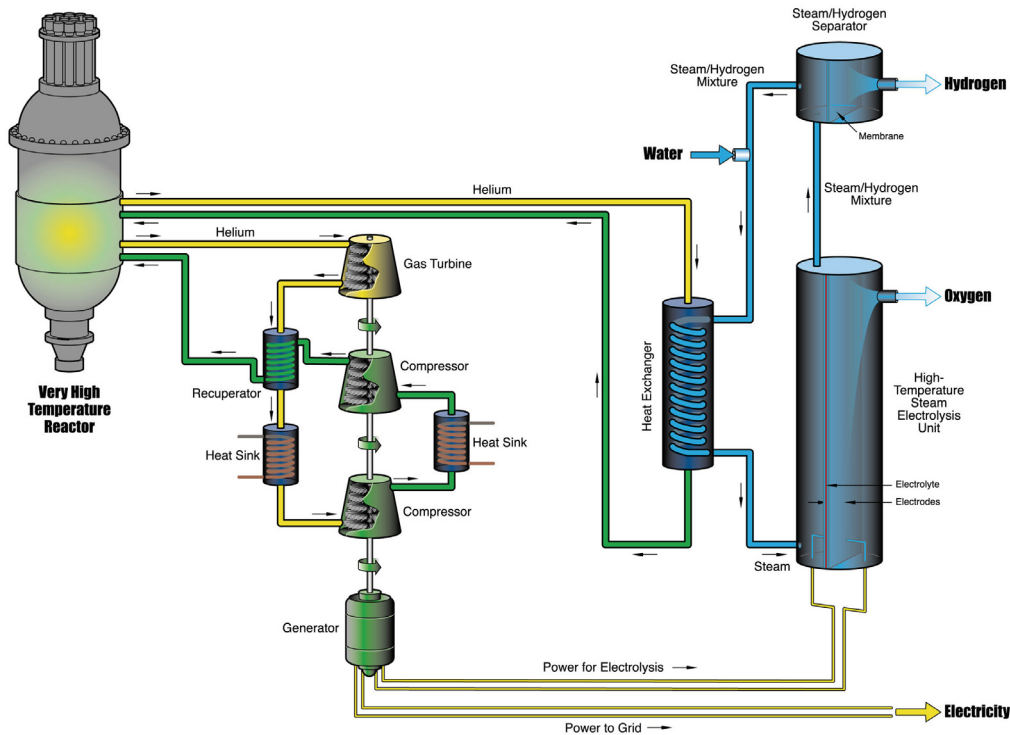 Steam/Hydrogen
Separator
Steam/Hydrogen
Mixture
Hydrogen
Membrane
Water
Steam/Hydrogen
Mixture
Helium
Helium
Gas Turbine
Oxygen
Very High
Temperature
Reactor
Recuperator
Compressor
Heat Exchanger
High-
Temperature
Steam
Electrolysis
Unit
Heat Sink
Heat Sink
Electrolyte
Electrodes
Compressor
Steam
Generator
Power for Electrolysis
Electricity
Power to Grid